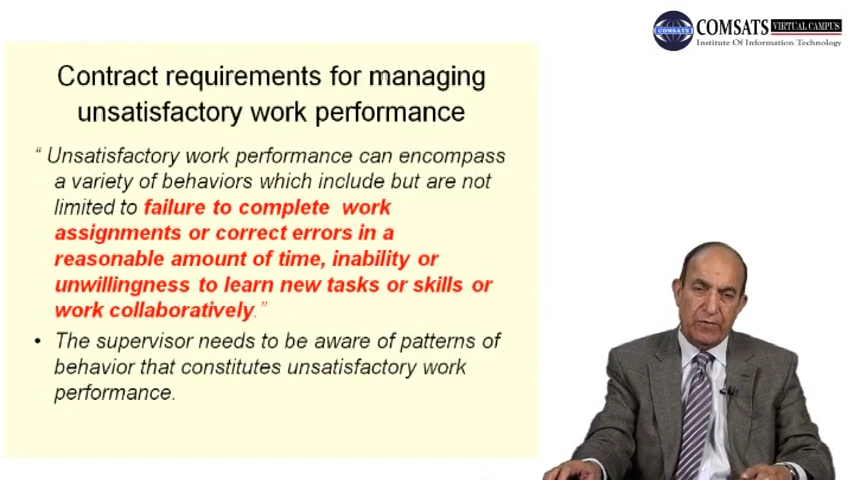 COMSATS VIRTUAL CAMPUS
COMSATS
Institute Of Information Technology
Contract requirements for managing
unsatisfactory work performance
“ Unsatisfactory work performance can encompass
a variety of behaviors which include but are not
limited to failure to complete work
assignments or correct errors in a
reasonable amount of time, inability or
unwillingness to learn new tasks or skills or
work collaboratively.”
• The supervisor needs to be aware of patterns of
behavior that constitutes unsatisfactory work
performance.